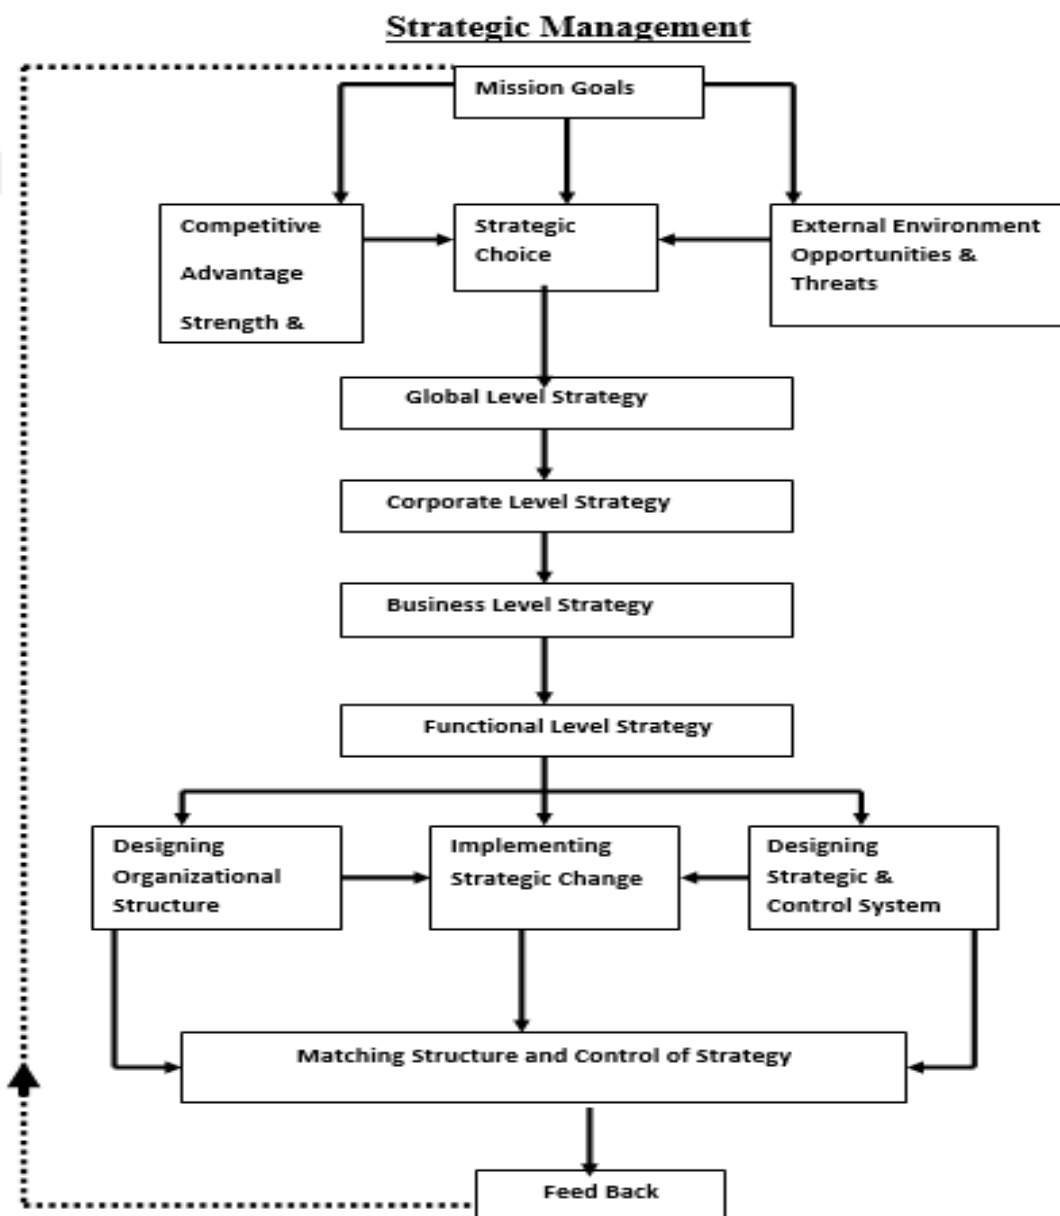 Strategic Management
Mission Goals
Competitive
Advantage
Strength &
Strategic
Choice
External Environment
Opportunities &
Threats
Global Level Strategy
Corporate Level Strategy
Business Level Strategy
Functional Level Strategy
Designing
Organizational
Structure
Implementing
Strategic Change
Designing
Strategic &
Control System
Matching Structure and Control of Strategy
Feed Back